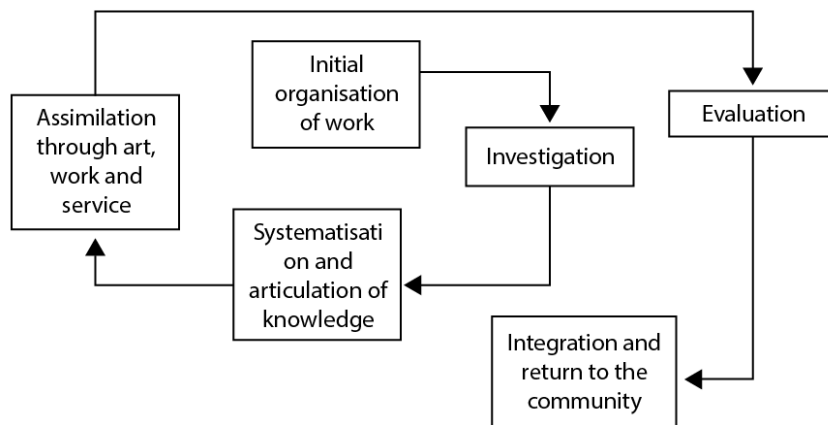 Initial
organisation
of work
Investigation
Systematisati
on and
articulation of
knowledge
Assimilation
through art,
work and
service
Evaluation
Integration and
return to the
community